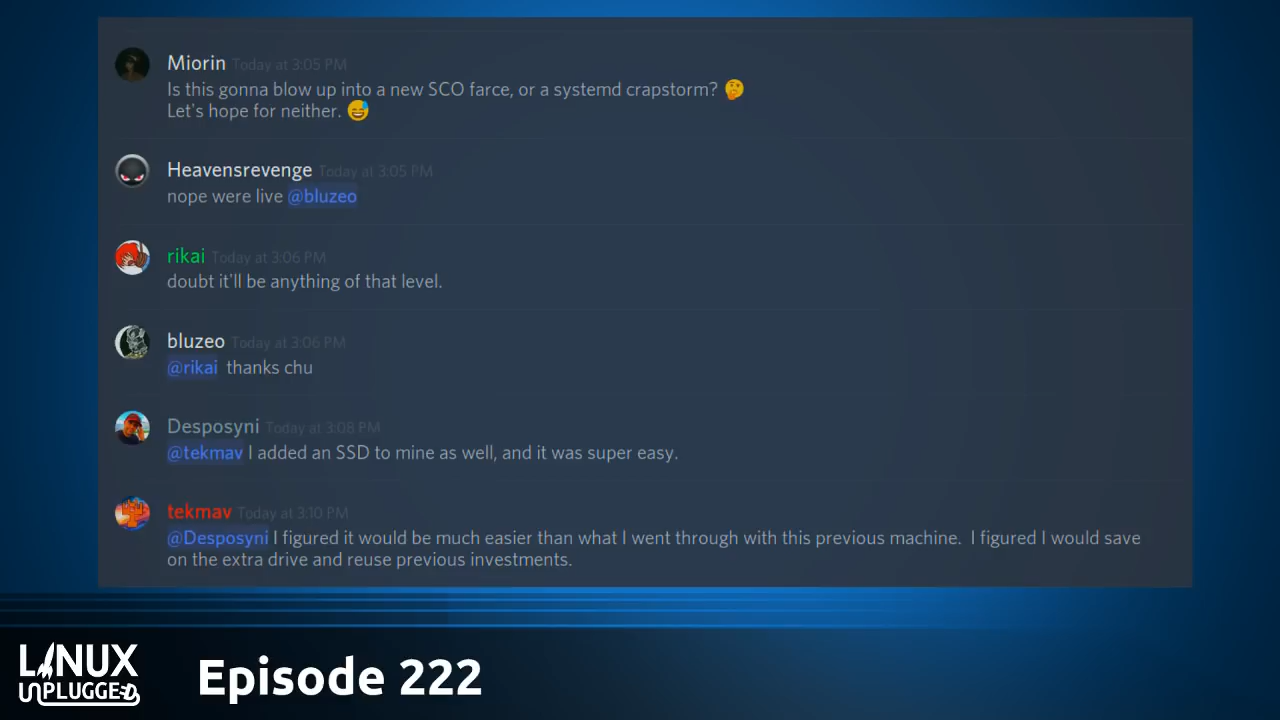 Miorin Today at 3:05 PM
Is this gonna blow up into a new SCO farce, or a systemd crapstorm? 🤔
Let's hope for neither. 😅
Heavensrevenge Today at 3:05 PM
nope were live @bluzeo
rikai Today at 3:06 PM
doubt it'll be anything of that level.
bluzeo Today at 3:06 PM
@rikai thanks chu
Desposyni Today at 3:08 PM
@tekmav I added an SSD to mine as well, and it was super easy.
tekmav Today at 3:10 PM
@Desposyni I figured it would be much easier than what I went through with this previous machine. I figured I would save
on the extra drive and reuse previous investments.
LINUX
UNPLUGGED
Episode 222